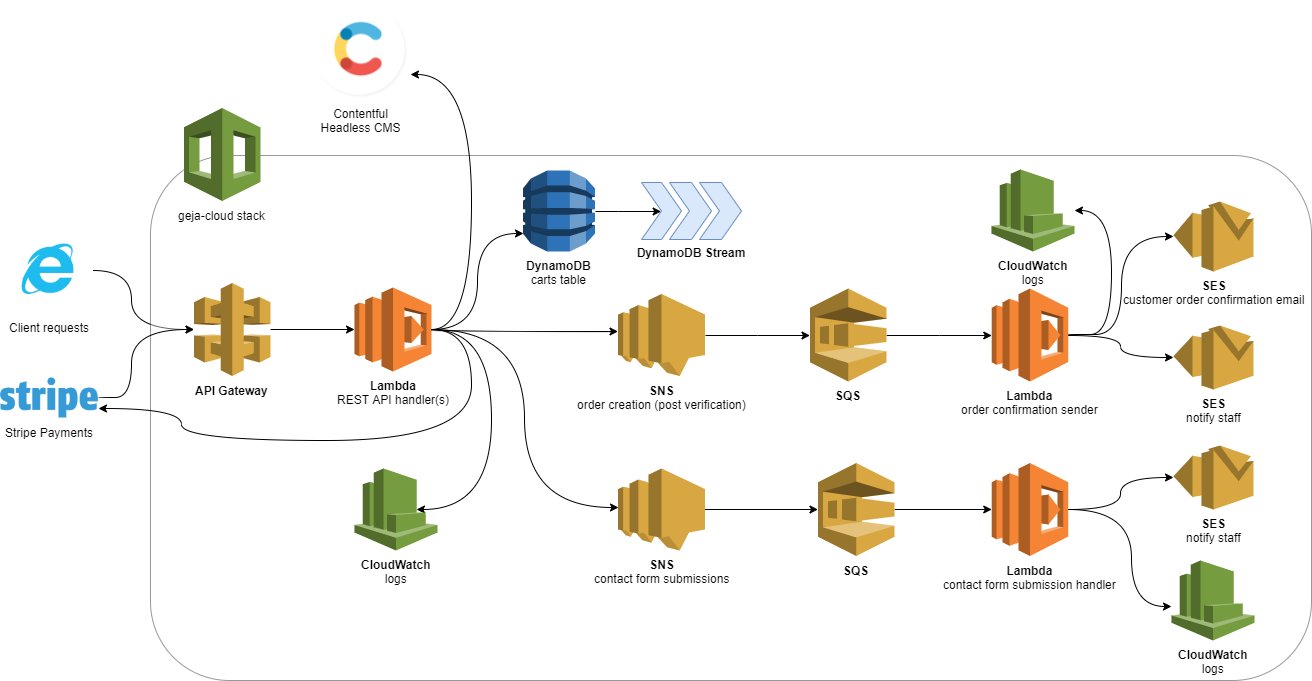 Contentful
Headless CMS
geja-cloud stack
DynamoDB
carts table
DynamoDB Stream
CloudWatch
logs
SES
customer order confirmation email
Client requests
API Gateway
Lambda
REST API handler(s)
SNS
order creation (post verification)
SQS
Lambda
order confirmation sender
SES
notify staff
stripe
Stripe Payments
CloudWatch
logs
SNS
contact form submissions
SQS
Lambda
contact form submission handler
SES
notify staff
CloudWatch
logs